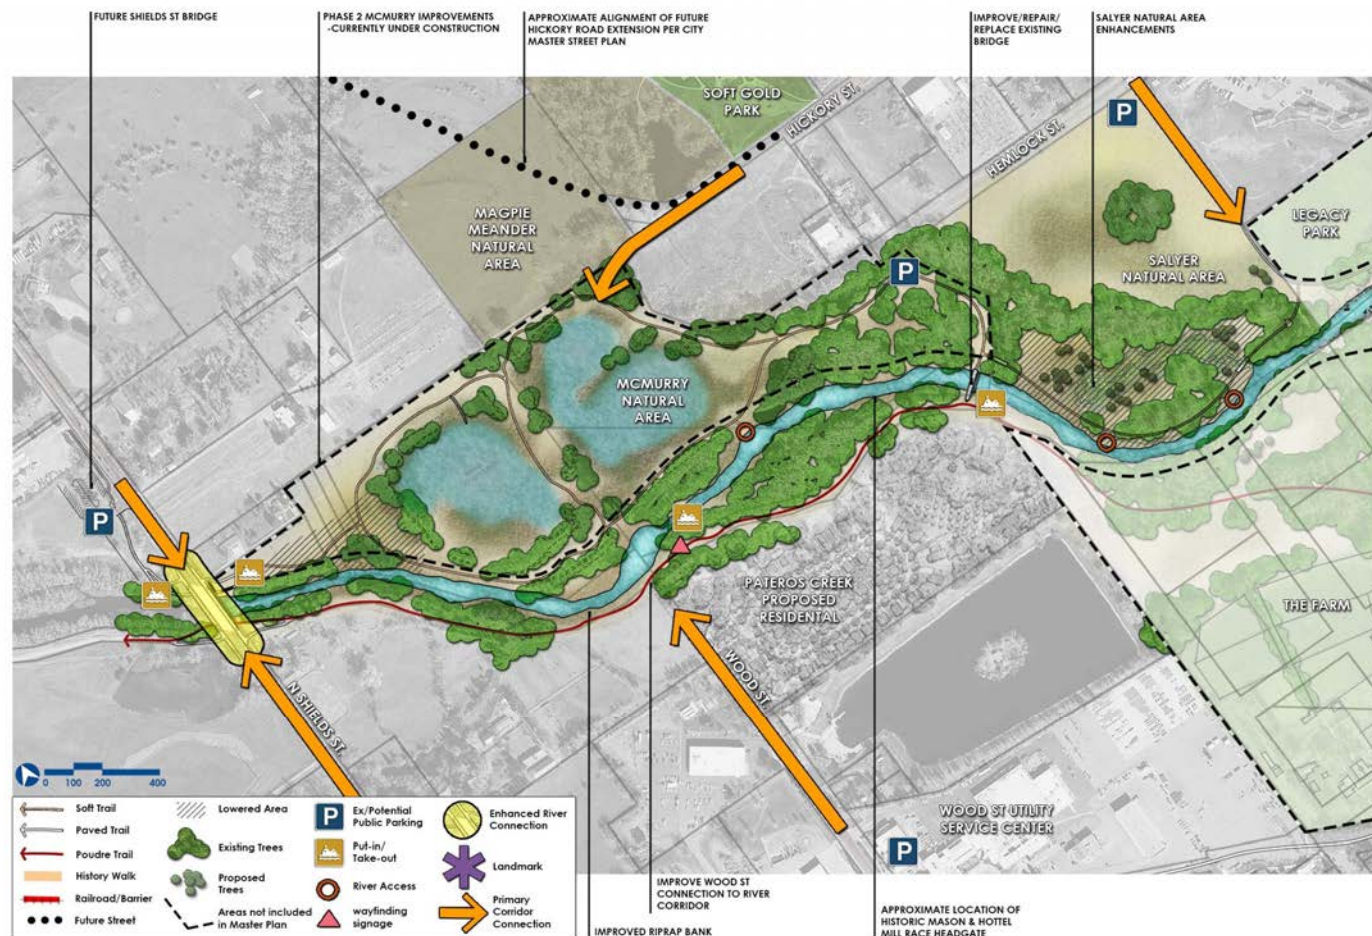 FUTURE SHIELDS ST BRIDGE
PHASE 2 MCMURRY IMPROVEMENTS
-CURRENTLY UNDER CONSTRUCTION
APPROXIMATE ALIGNMENT OF FUTURE
HICKORY ROAD EXTENSION PER CITY
MASTER STREET PLAN
IMPROVE/REPAIR/
REPLACE EXISTING
BRIDGE
SALYER NATURAL AREA
ENHANCEMENTS
SOFT GOLD
PARK
HICKORY ST.
HEMLOCK ST.
P
MAGPIE
MEANDER
NATURAL
AREA
LEGACY
PARK
SALYER
NATURAL AREA
P
MCMURRY
NATURAL
AREA
P
PATEROS CREEK
PROPOSED
RESIDENTAL
THE FARM
N SHIELDS ST.
WOOD ST.
WOOD ST UTILITY
SERVICE CENTER
P
0 100 200 400
Soft Trail
Paved Trail
Poudre Trail
History Walk
Railroad/Barrier
Future Street
Lowered Area
Existing Trees
Proposed
Trees
Areas not included
in Master Plan
P
Ex/Potential
Public Parking
Put-in/
Take-out
River Access
wayfinding
signage
Enhanced River
Connection
Landmark
Primary
Corridor
Connection
IMPROVED RIPRAP BANK
IMPROVE WOOD ST
CONNECTION TO RIVER
CORRIDOR
APPROXIMATE LOCATION OF
HISTORIC MASON & HOTTEL
MILL RACE HEADGATE